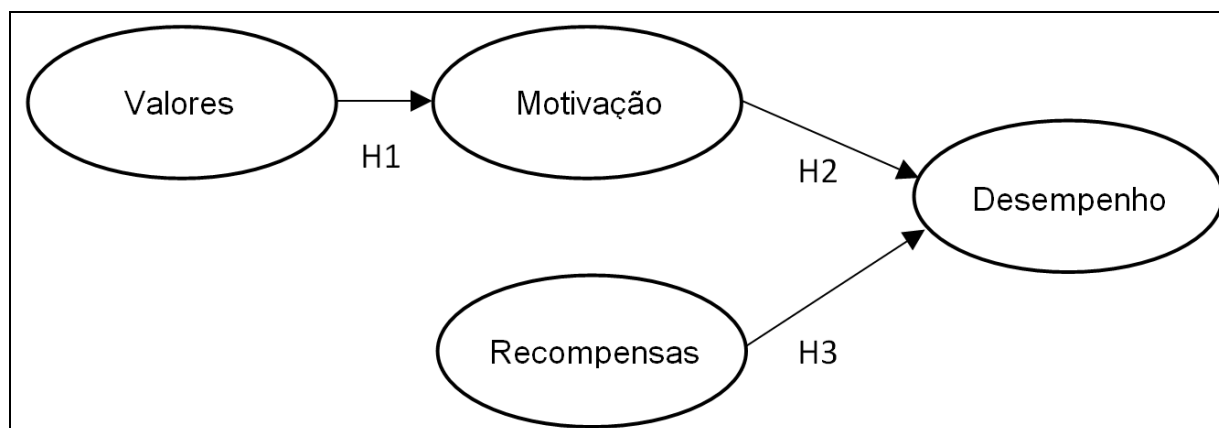 Valores
Motivação
H1
H2
Desempenho
Recompensas
H3